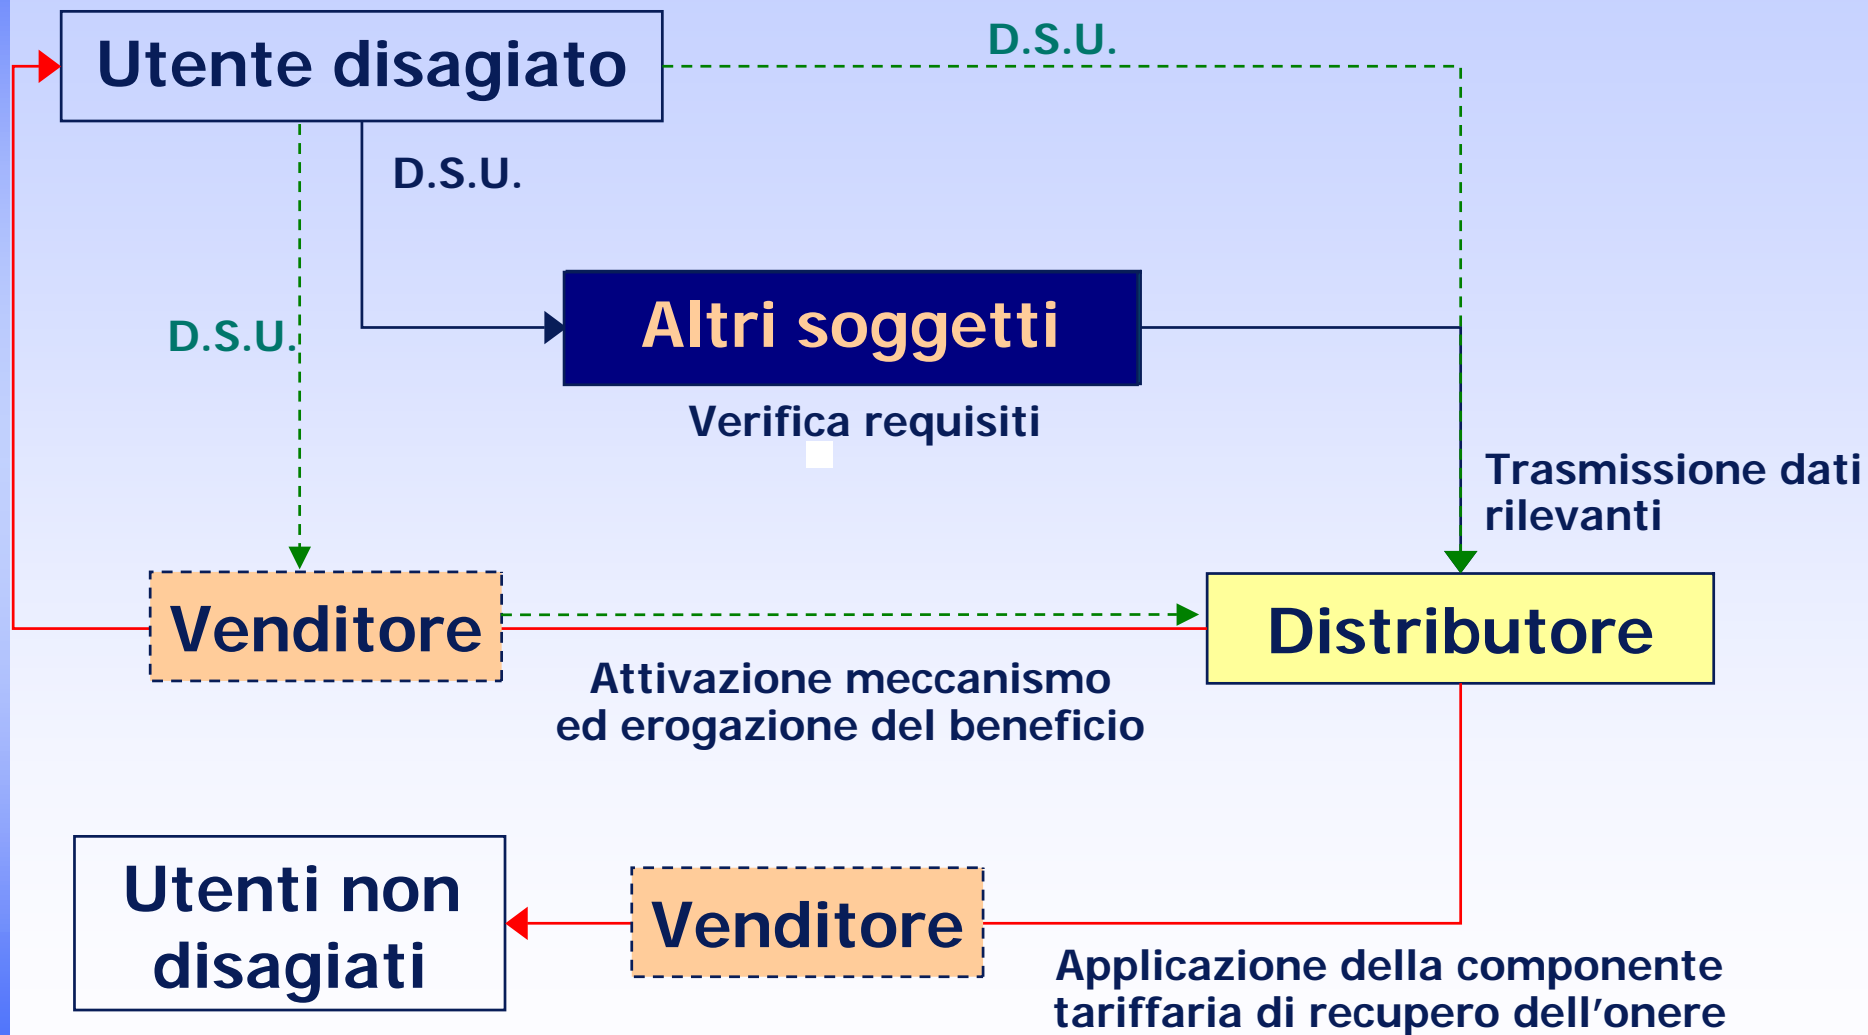 Utente disagiato
D.S.U.
D.S.U.
D.S.U.
Altri soggetti
Verifica requisiti
Trasmissione dati
rilevanti
Venditore
Distributore
Attivazione meccanismo
ed erogazione del beneficio
Utenti non
disagiati
Venditore
Applicazione della componente
tariffaria di recupero dell’onere